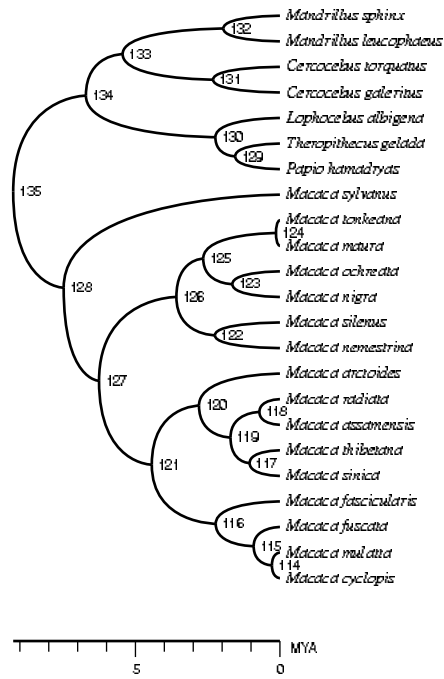 Mandrillus sphinx
132
Mandrillus leucophaeus
133
Cercocebus torquatus
131
Cercocebus galeritus
134
Lophocebus albigena
130
Theropithecus gelada
129
Papio hamadryas
135
Macaca sylvanus
Macaca tonkeana
124
Macaca maura
125
Macaca ochreata
123
128
Macaca nigra
126
Macaca silenus
122
Macaca nemestrina
Macaca arctoides
127
Macaca radiata
120
118
Macaca assamensis
119
Macaca thibetana
117
121
Macaca sinica
Macaca fascicularis
116
Macaca fuscata
115
Macaca mulatta
114
Macaca cyclopis
MYA
5
0